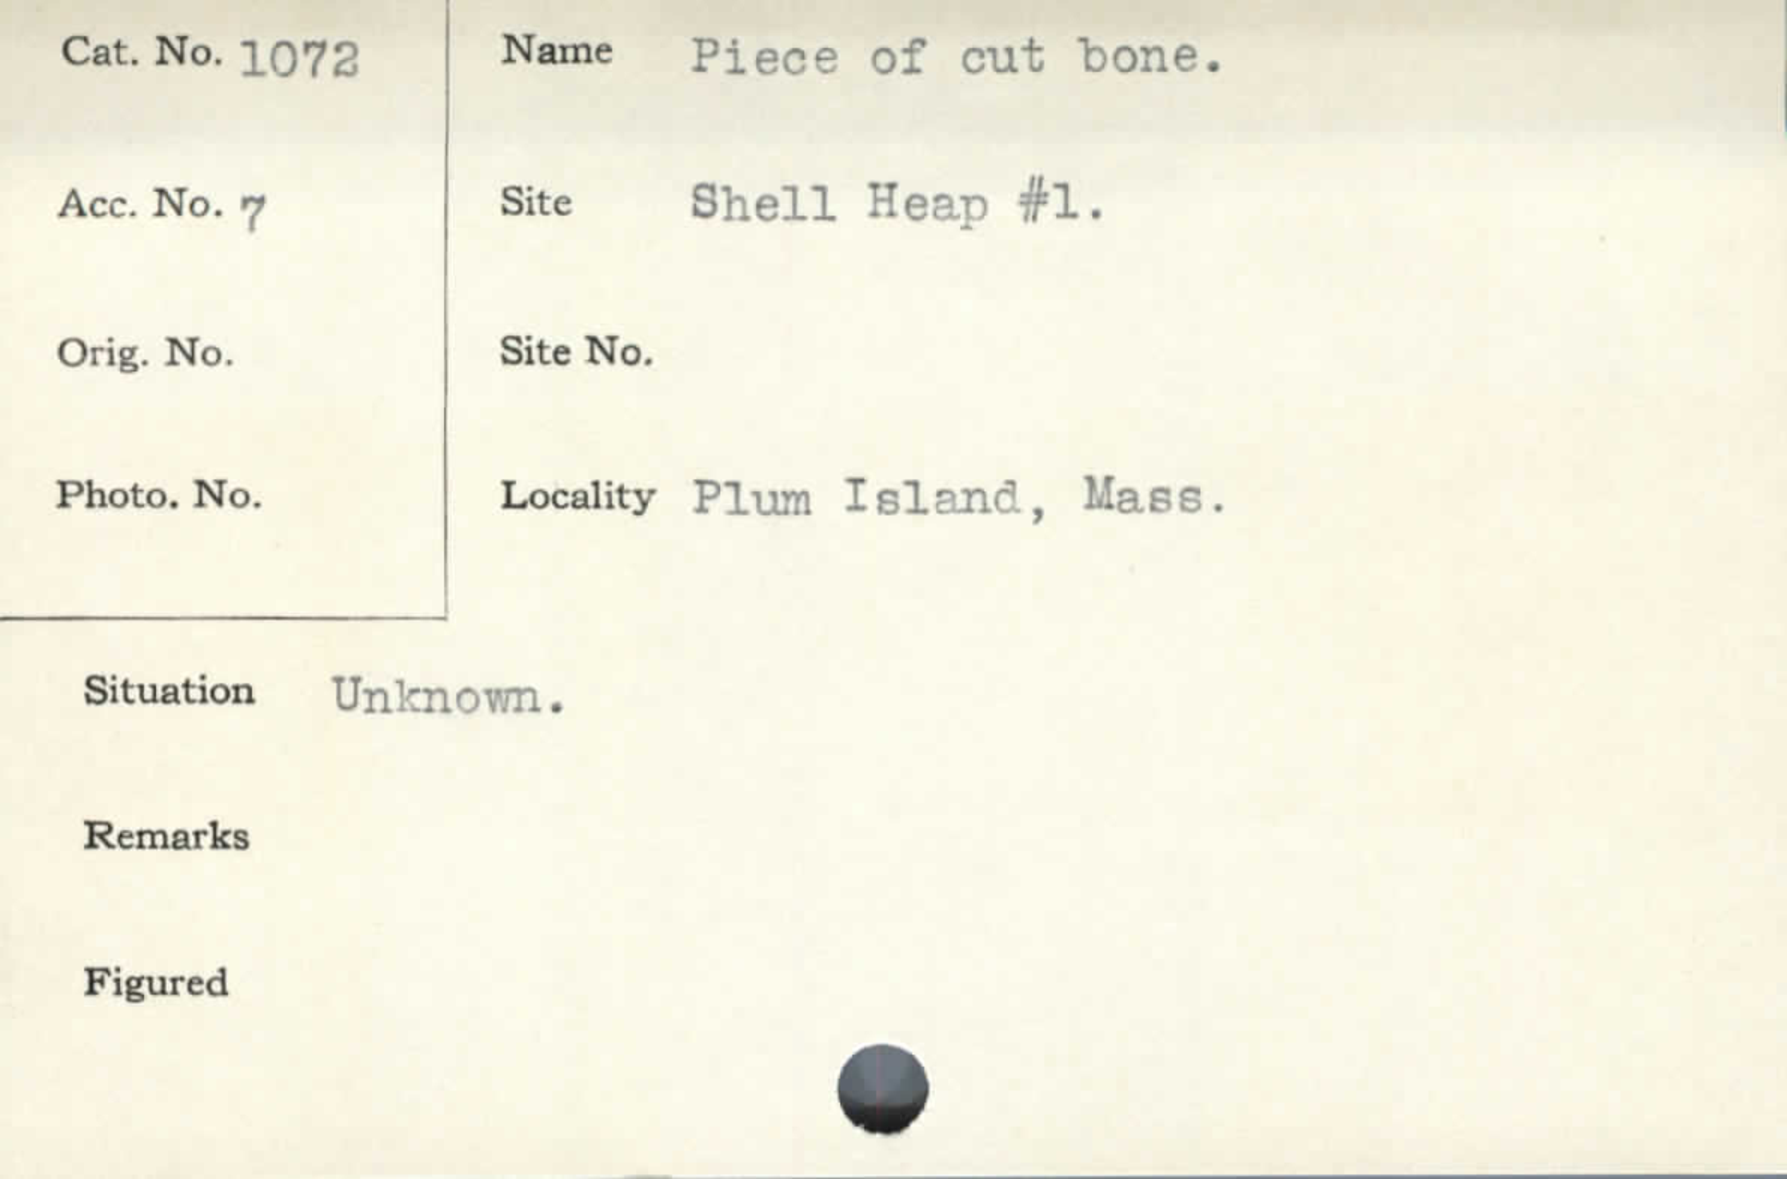 Cat. No. 1072
Name Piece of cut bone.
Acc. No. 7
Site Shell Heap #1.
Orig. No.
Site No.
Photo. No.
Locality Plum Island, Mass.
Situation Unknown.
Remarks
Figured